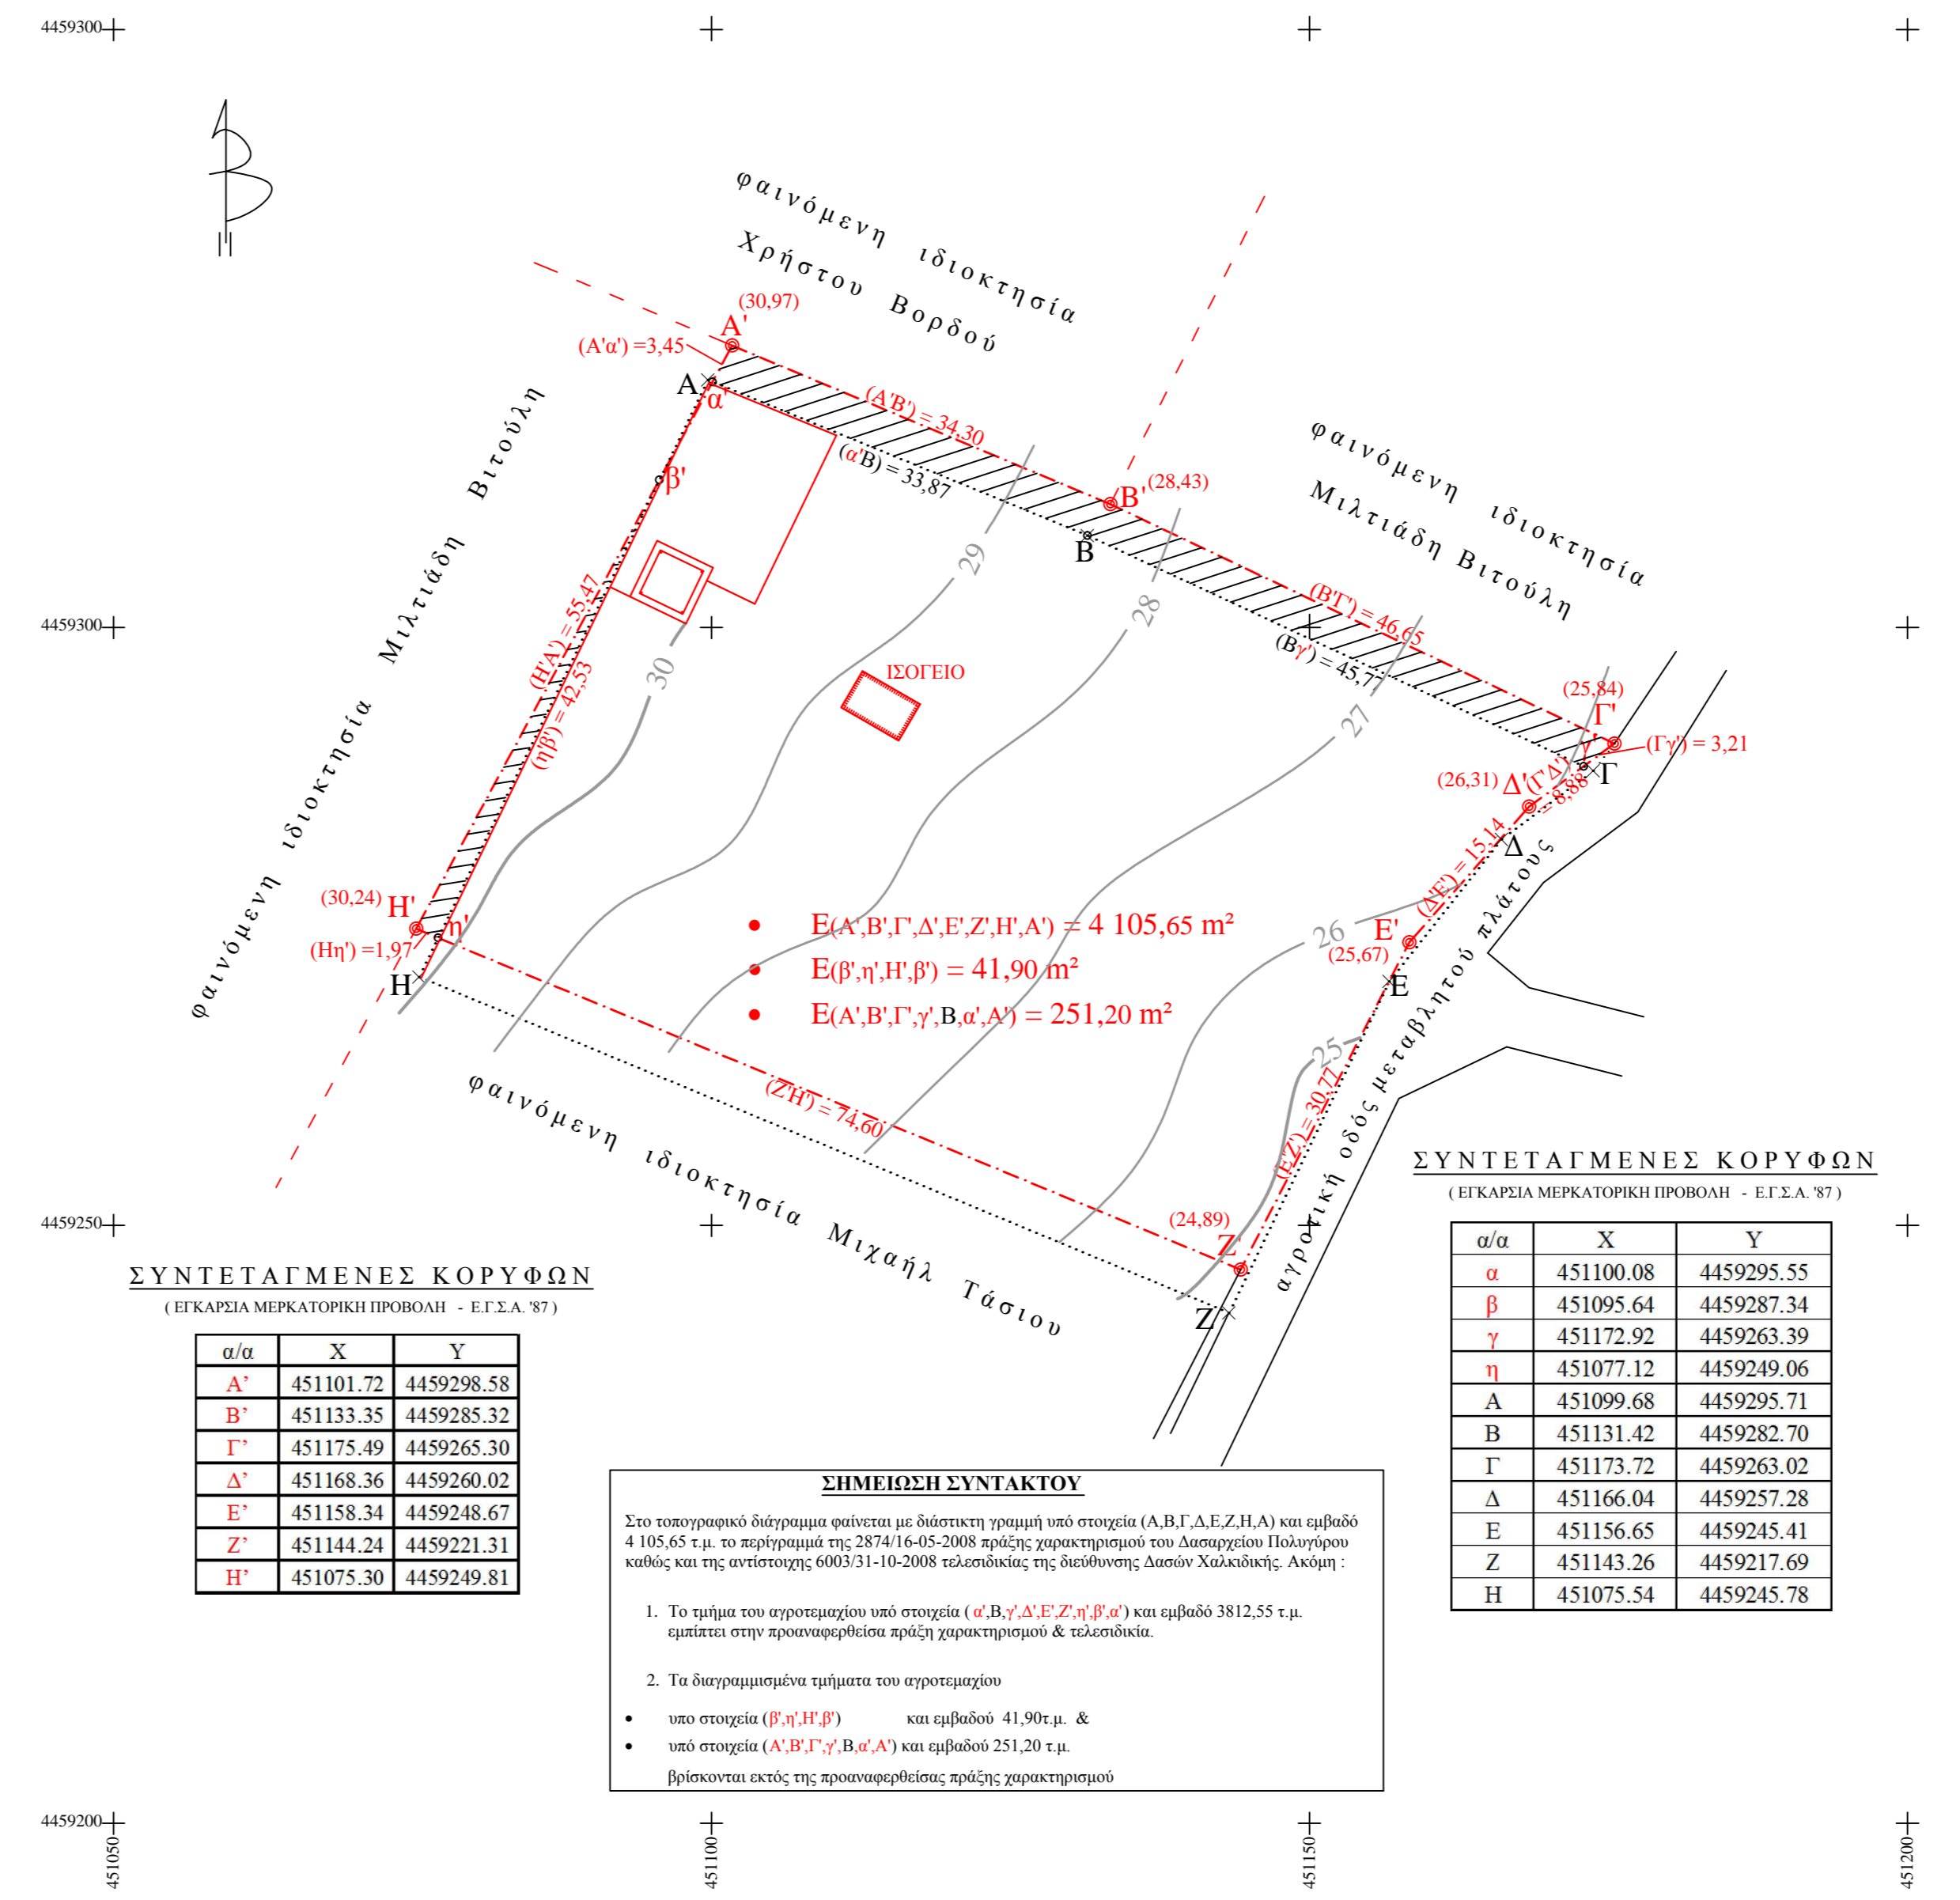 4459300
φαινόμενη ιδιοκτησία
Χρήστου Βορδού
(30,97)
Α'
(Α'α') =3,45
Α
α'
(Α'Β') = 34,30
(α'Β) = 33,87
β'
Β'
(28,43)
Β
φαινόμενη ιδιοκτησία
Μιλτιάδη Βιτούλη
φαινόμενη ιδιοκτησία Μιλτιάδη Βιτούλη
29
28
(Β'Γ') = 46,65
(Βγ') = 45,77
4459300
(Η'Α') = 55,47
(η'β') = 42,53
30
ΙΣΟΓΕΙΟ
27
(25,84)
Γ'
γ'
(Γγ') = 3,21
Γ
(26,31)
Δ'
(Γ'Δ') = 8,88
Δ
(Δ'Ε') = 15,14
(30,24)
Η'
η'
(Ηη') =1,97
Η
• Ε(Α',Β',Γ',Δ',Ε',Ζ',Η',Α') = 4 105,65 m²
• Ε(β',η',Η',β') = 41,90 m²
• Ε(Α',Β',Γ',γ',Β,α',Α') = 251,20 m²
26
Ε'
(25,67)
Ε
25
αγροτική οδός μεταβλητού πλάτους
(Ε'Ζ') = 30,77
(Ζ'Η') = 74,60
φαινόμενη ιδιοκτησία Μιχαήλ Τάσιου
(24,89)
Ζ'
Ζ
4459250
ΣΥΝΤΕΤΑΓΜΕΝΕΣ ΚΟΡΥΦΩΝ
( ΕΓΚΑΡΣΙΑ ΜΕΡΚΑΤΟΡΙΚΗ ΠΡΟΒΟΛΗ - Ε.Γ.Σ.Α. '87 )
α/α Χ Υ
α 451100.08 4459295.55
β 451095.64 4459287.34
γ 451172.92 4459263.39
η 451077.12 4459249.06
Α 451099.68 4459295.71
Β 451131.42 4459282.70
Γ 451173.72 4459263.02
Δ 451166.04 4459257.28
Ε 451156.65 4459245.41
Ζ 451143.26 4459217.69
Η 451075.54 4459245.78
ΣΥΝΤΕΤΑΓΜΕΝΕΣ ΚΟΡΥΦΩΝ
( ΕΓΚΑΡΣΙΑ ΜΕΡΚΑΤΟΡΙΚΗ ΠΡΟΒΟΛΗ - Ε.Γ.Σ.Α. '87 )
α/α Χ Υ
Α’ 451101.72 4459298.58
Β’ 451133.35 4459285.32
Γ’ 451175.49 4459265.30
Δ’ 451168.36 4459260.02
Ε’ 451158.34 4459248.67
Ζ’ 451144.24 4459221.31
Η’ 451075.30 4459249.81
ΣΗΜΕΙΩΣΗ ΣΥΝΤΑΚΤΟΥ
Στο τοπογραφικό διάγραμμα φαίνεται με διάστικτη γραμμή υπό στοιχεία (Α,Β,Γ,Δ,Ε,Ζ,Η,Α) και εμβαδό
4 105,65 τ.μ. το περίγραμμά της 2874/16-05-2008 πράξης χαρακτηρισμού του Δασαρχείου Πολυγύρου
καθώς και της αντίστοιχης 6003/31-10-2008 τελεσιδικίας της διεύθυνσης Δασών Χαλκιδικής. Ακόμη :
1. Το τμήμα του αγροτεμαχίου υπό στοιχεία ( α',Β,γ',Δ',Ε',Ζ',η',β',α') και εμβαδό 3812,55 τ.μ.
εμπίπτει στην προαναφερθείσα πράξη χαρακτηρισμού & τελεσιδικία.
2. Τα διαγραμμισμένα τμήματα του αγροτεμαχίου
• υπο στοιχεία (β',η',Η',β') και εμβαδού 41,90τ.μ. &
• υπό στοιχεία (Α',Β',Γ',γ',Β,α',Α') και εμβαδού 251,20 τ.μ.
βρίσκονται εκτός της προαναφερθείσας πράξης χαρακτηρισμού
4459200
451050
451100
451150
451200